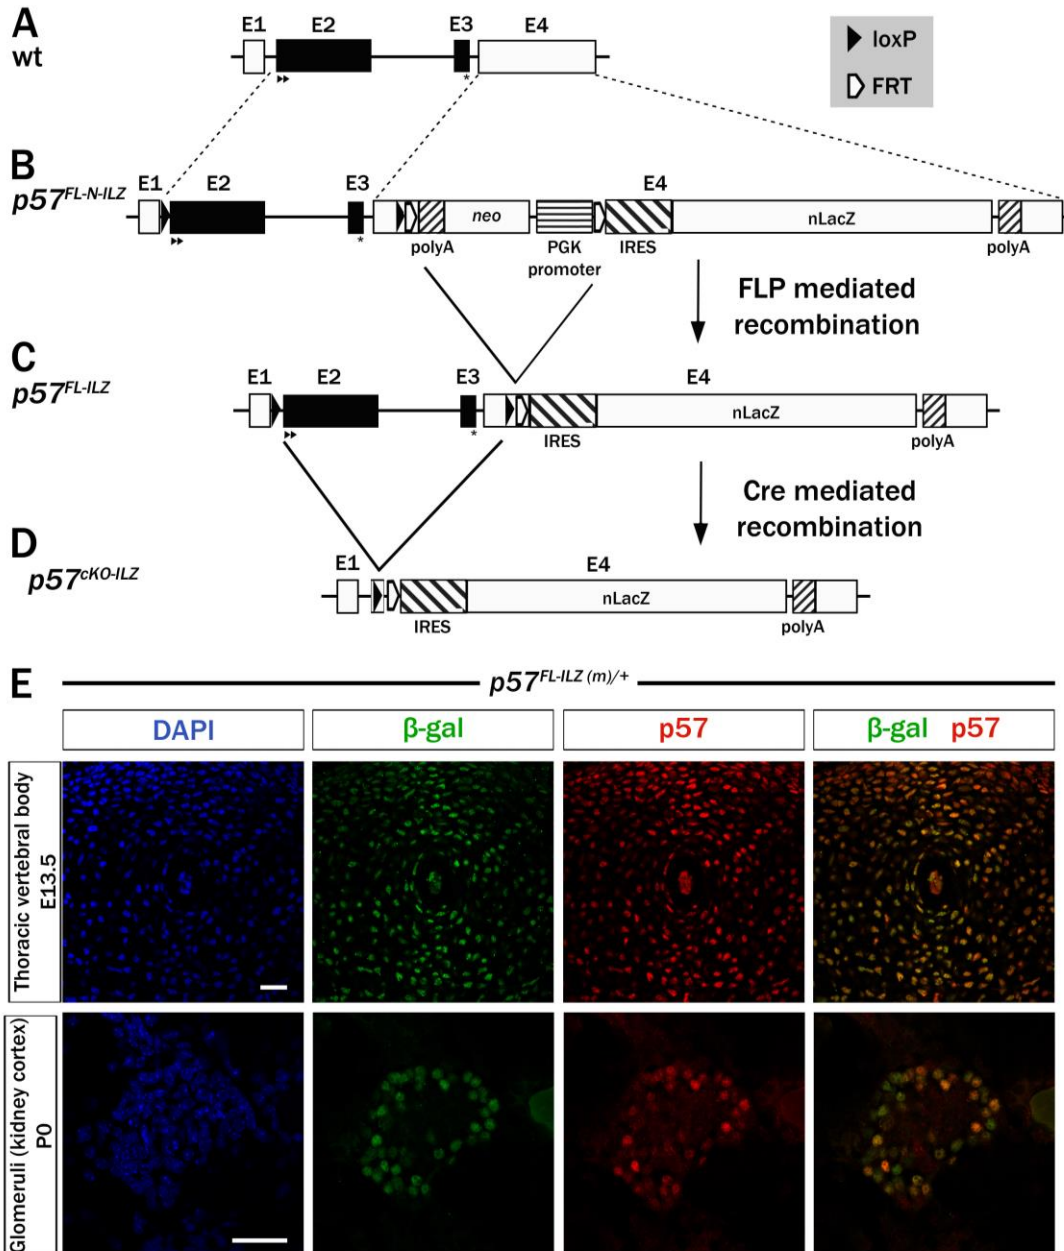 A
wt
E1 E2 E3 E4
*
loxP
FRT
B
p57FL-N-ILZ
E1 E2 E3 E4
neo nLacZ
*
polyA PGK promoter IRES polyA
FLP mediated
recombination
C
p57FL-ILZ
E1 E2 E3 E4
nLacZ
*
IRES polyA
Cre mediated
recombination
D
p57cKO-ILZ
E1 E4
nLacZ
IRES polyA
E
p57FL-ILZ (m)/+
DAPI β-gal p57 β-gal p57
Thoracic vertebral body
E13.5
Glomeruli (kidney cortex)
P0